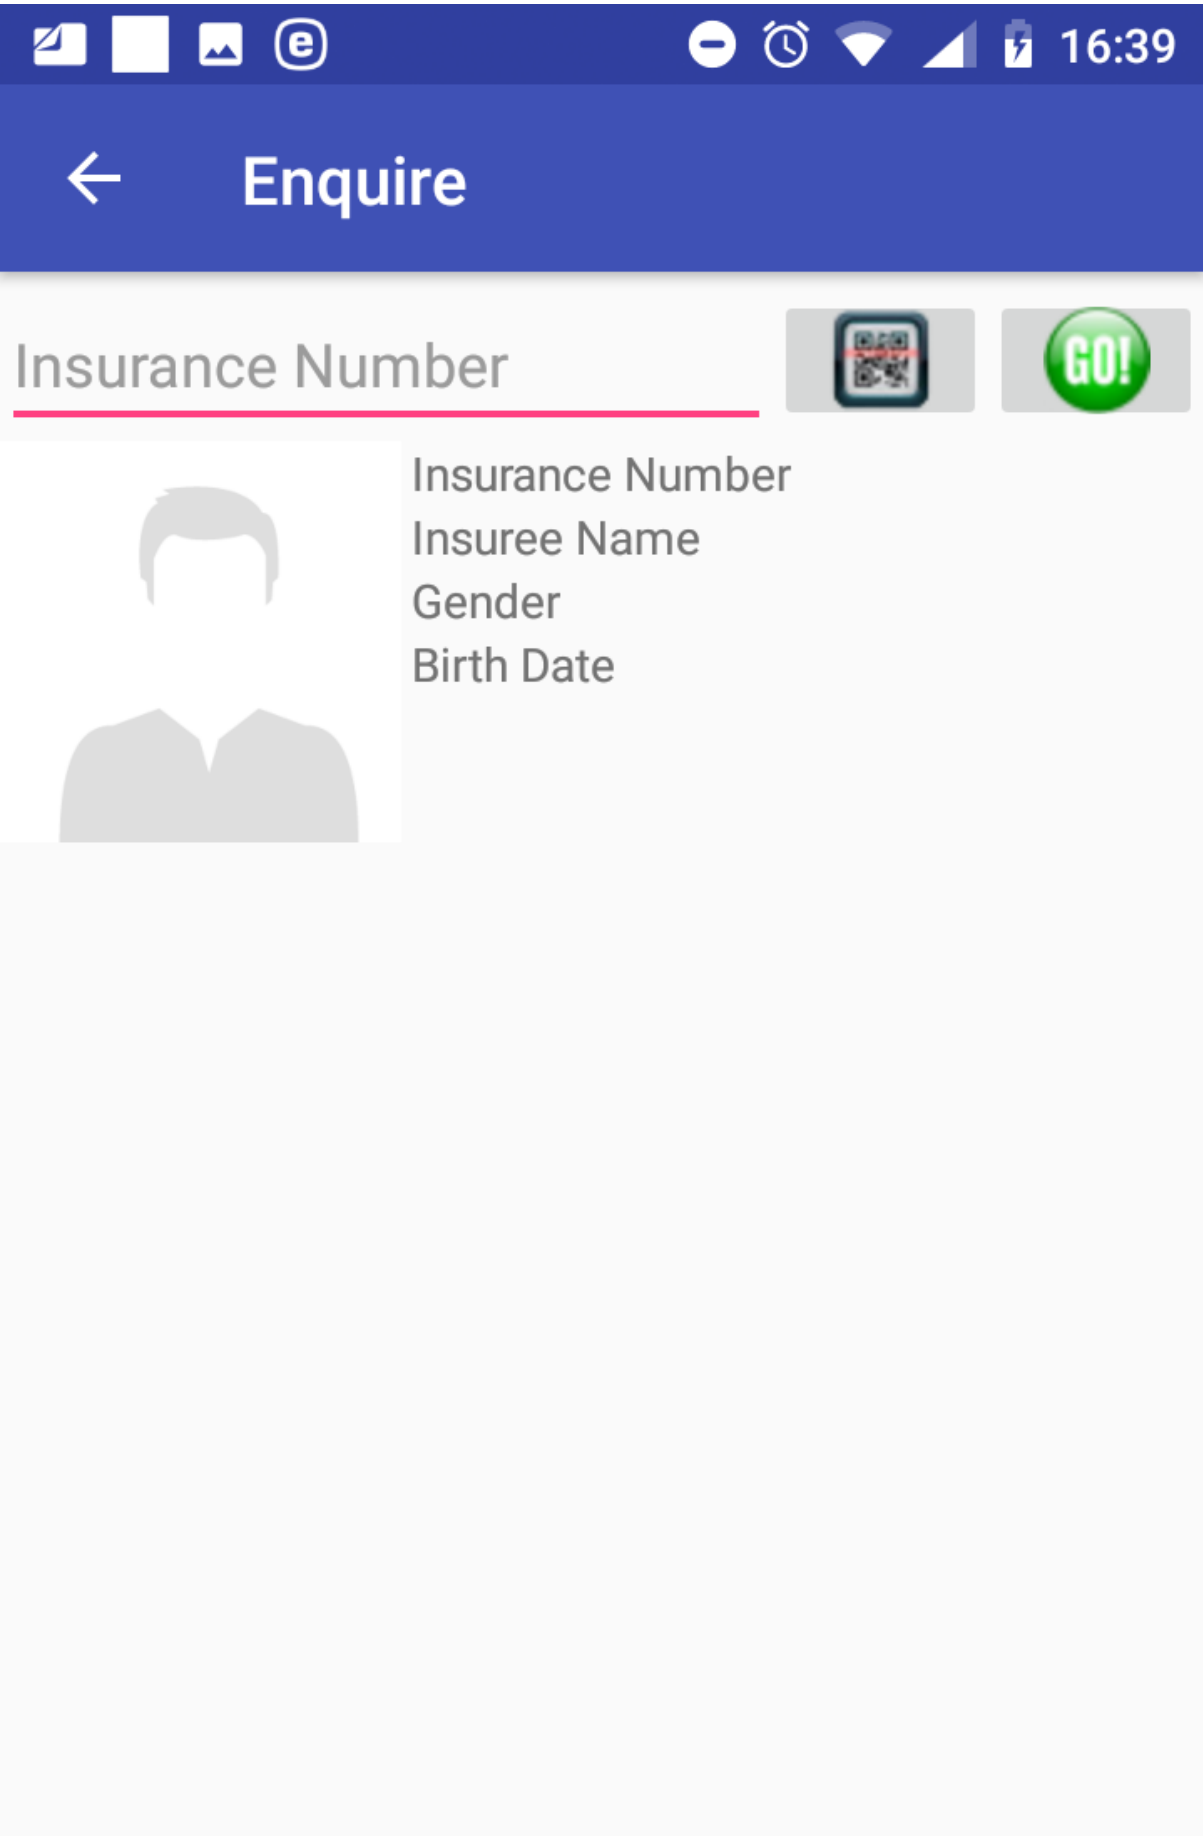 16:39
Enquire
Insurance Number
GO!
Insurance Number
Insuree Name
Gender
Birth Date